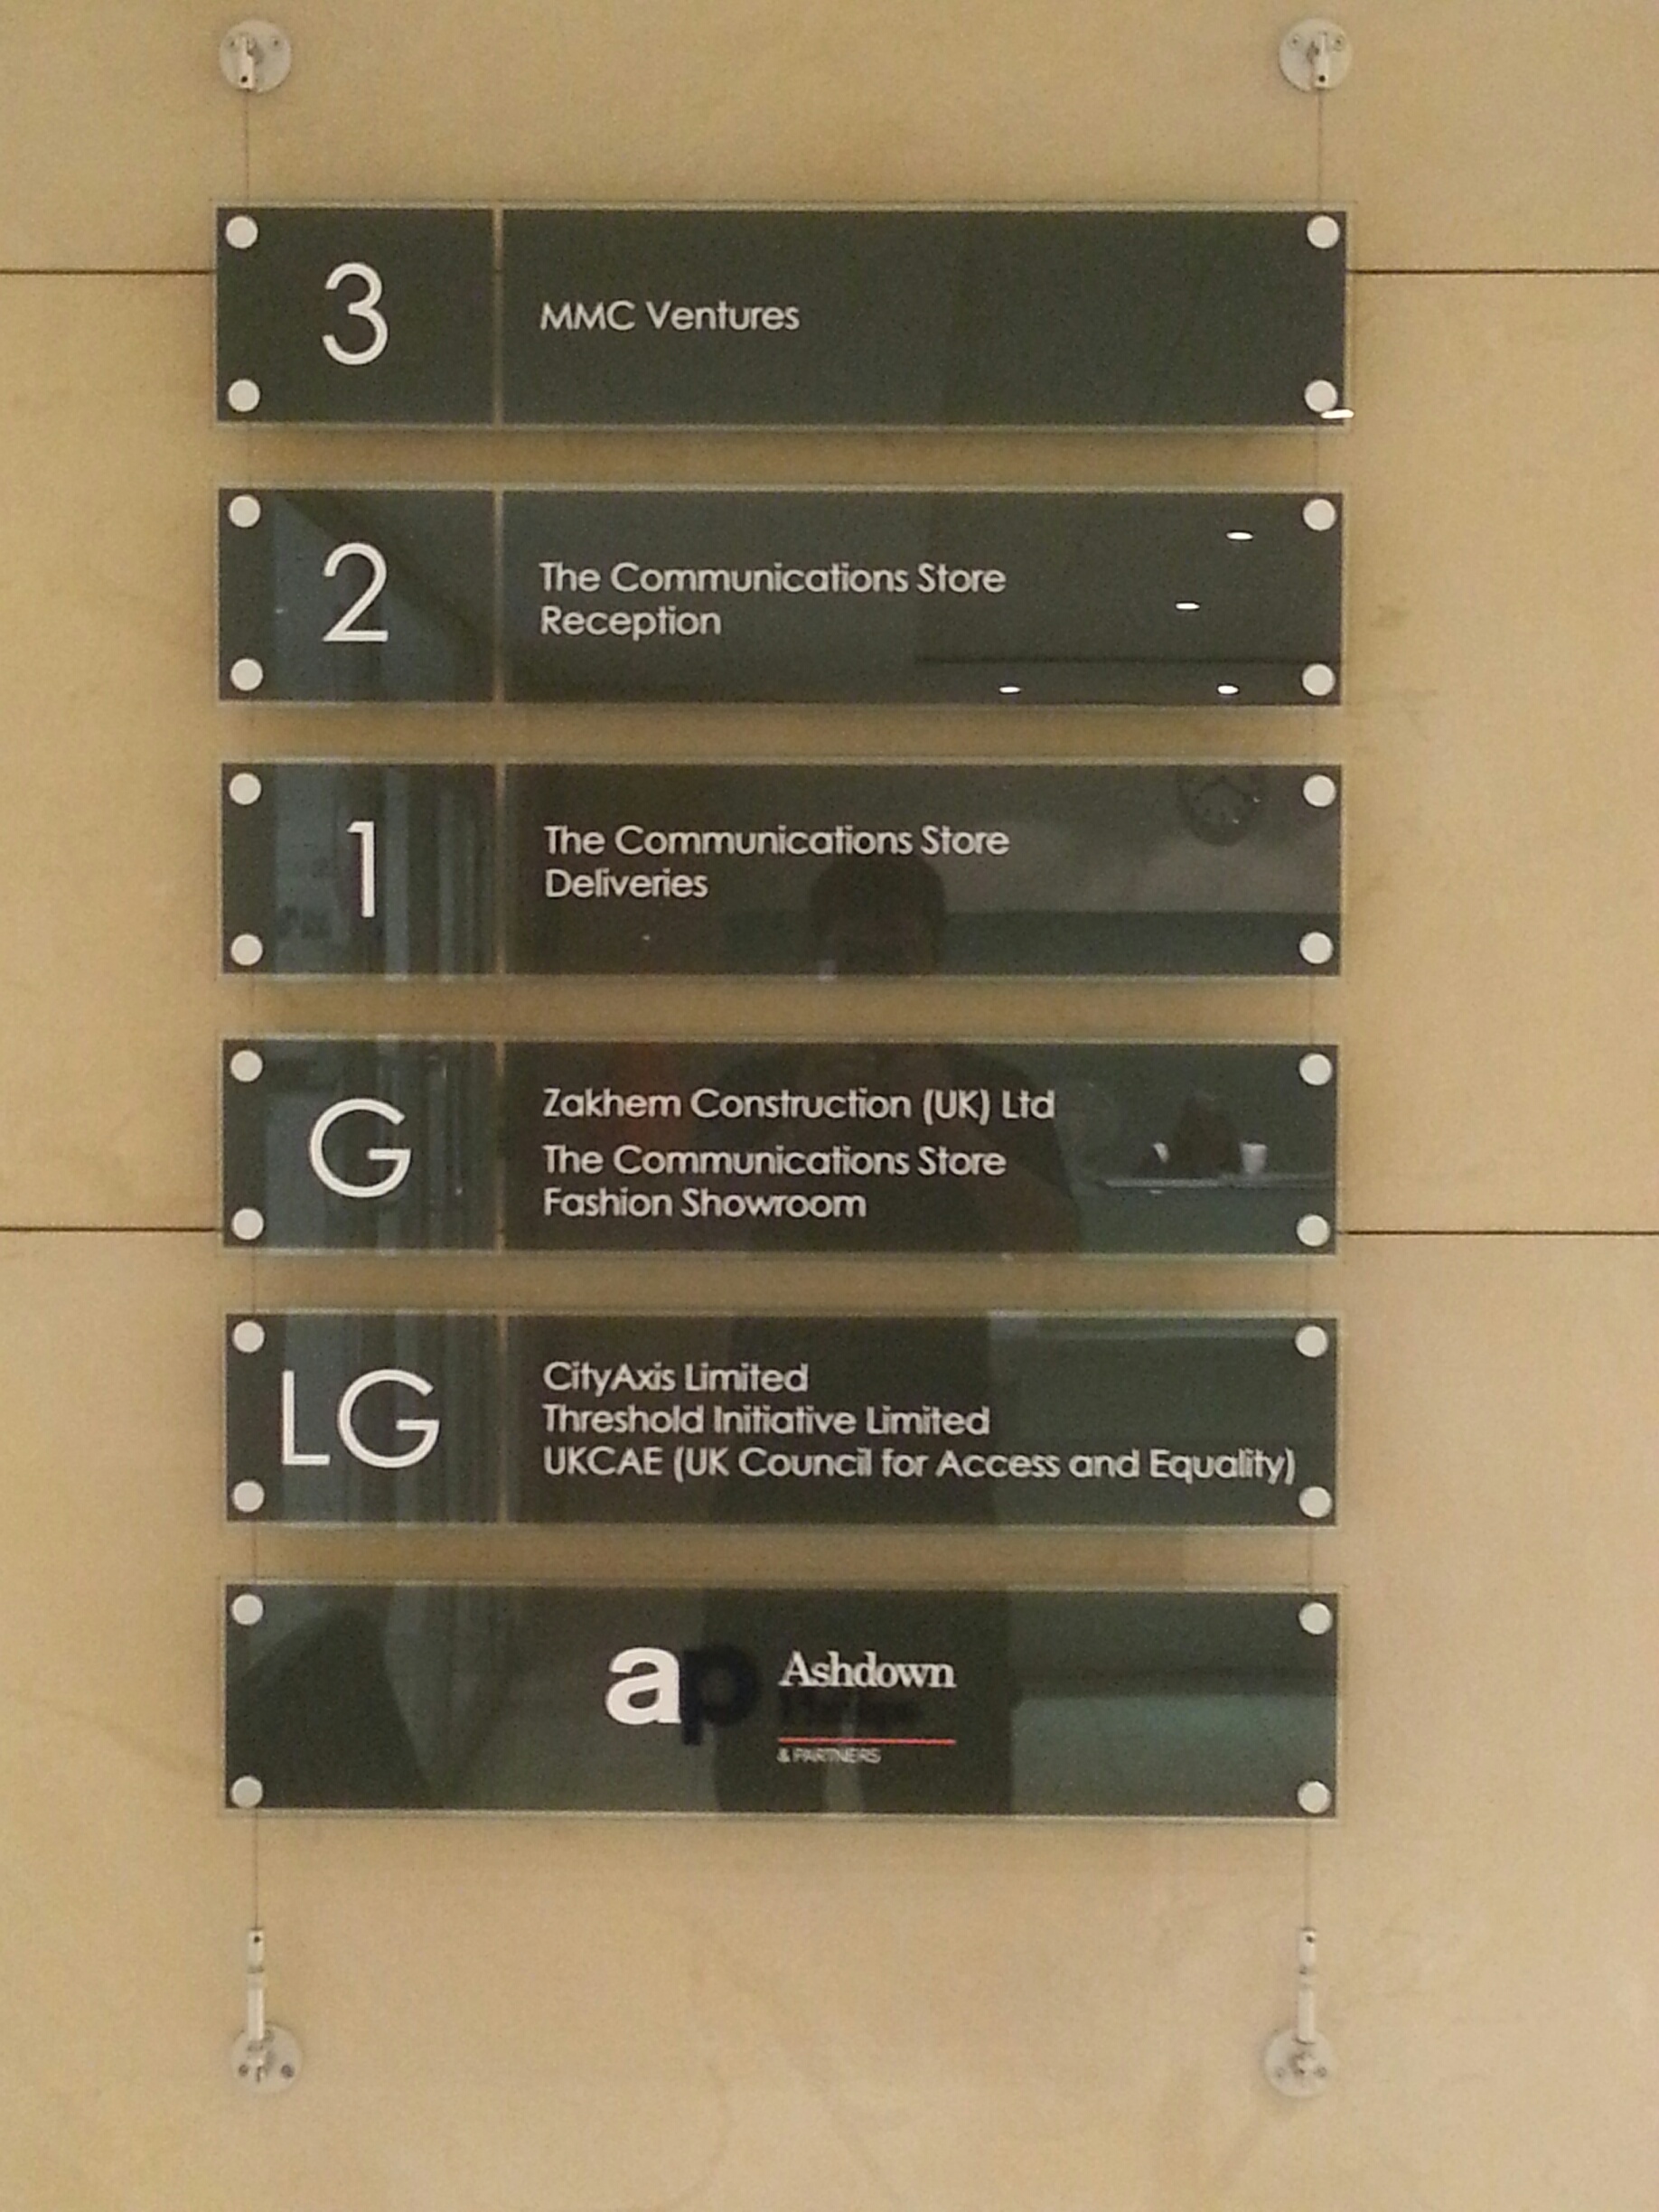 3
MMC Ventures
2
The Communications Store
Reception
1
The Communications Store
Deliveries
G
Zakhem Construction (UK) Ltd
The Communications Store
Fashion Showroom
LG
CityAxis Limited
Threshold Initiative Limited
UKCAE (UK Council for Access and Equality)
ap
Ashdown
& PARTNERS